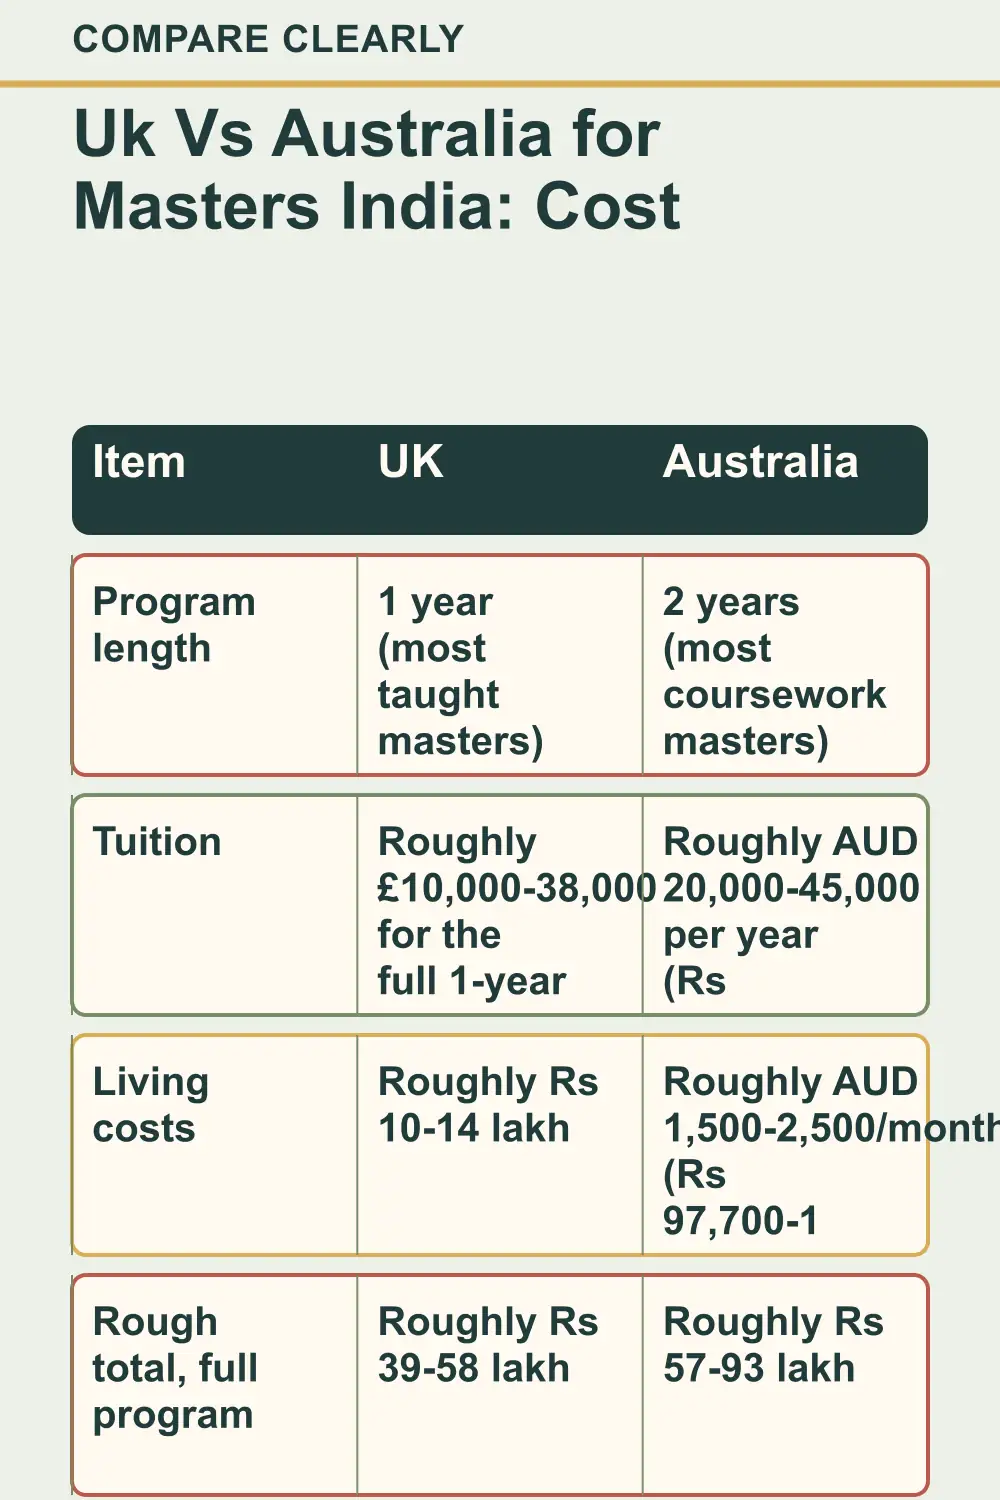 COMPARE CLEARLY
Uk Vs Australia for
Masters India: Cost
Item
UK
Australia
Program
length
1 year
(most
taught
masters)
2 years
(most
coursework
masters)
Tuition
Roughly
£10,000-38,000
for the
full 1-year
Roughly AUD
20,000-45,000
per year
(Rs
Living
costs
Roughly Rs
10-14 lakh
Roughly AUD
1,500-2,500/month
(Rs
97,700-1
Rough
total, full
program
Roughly Rs
39-58 lakh
Roughly Rs
57-93 lakh